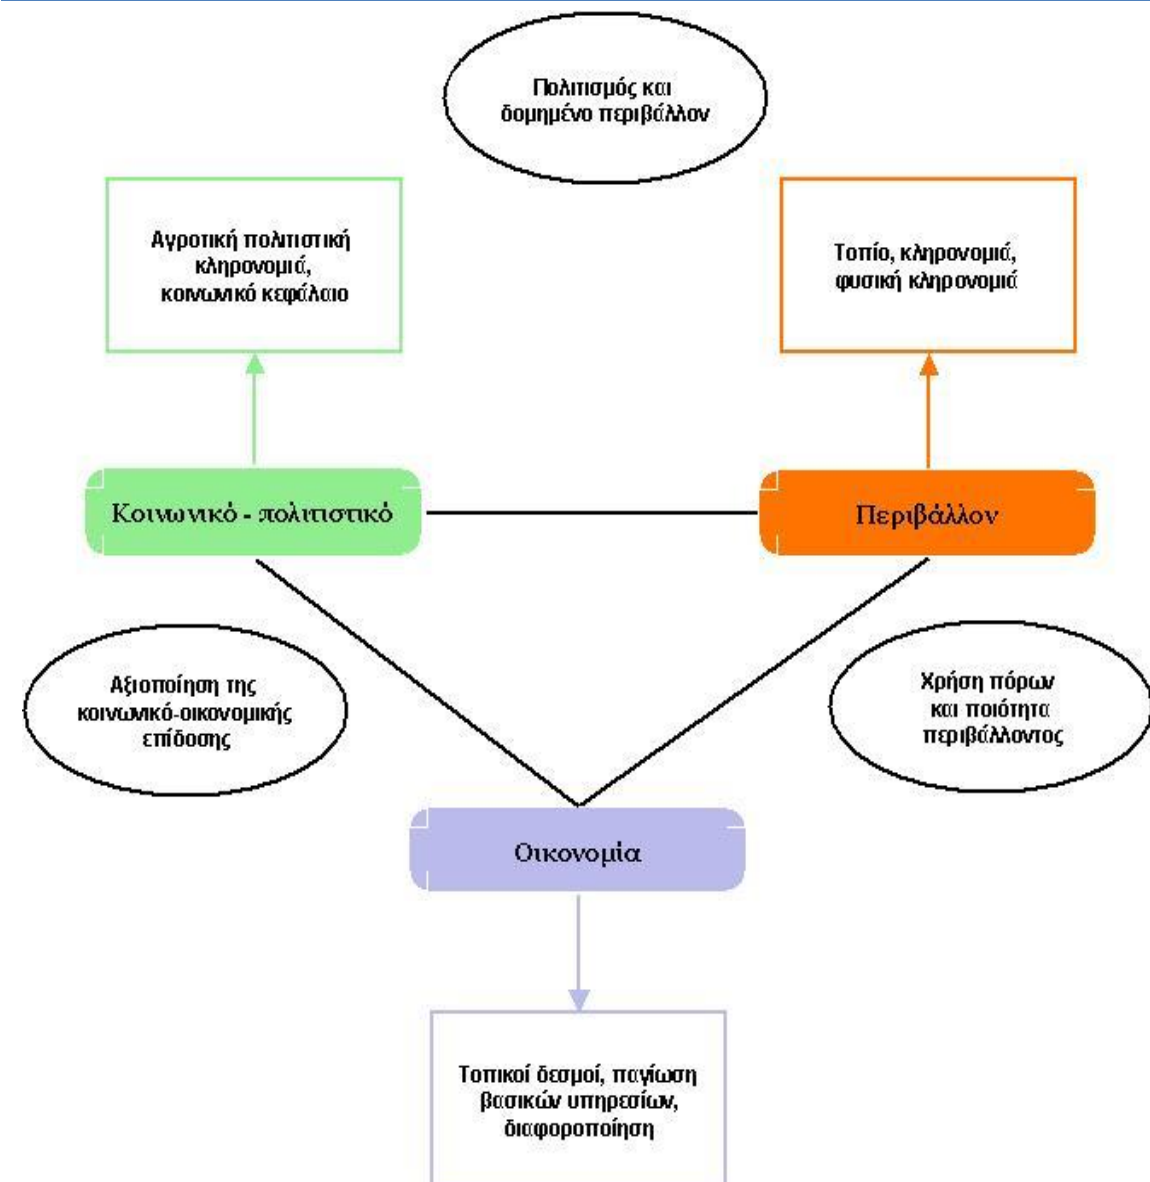 Πολιτισμός και
δομημένο περιβάλλον
Αγροτική πολιτιστική
κληρονομιά,
κοινωνικό κεφάλαιο
Τοπίο, κληρονομιά,
φυσική κληρονομιά
Κοινωνικό - πολιτιστικό
Περιβάλλον
Αξιοποίηση της
κοινωνικό-οικονομικής
επίδοσης
Χρήση πόρων
και ποιότητα
περιβάλλοντος
Οικονομία
Τοπικοί δεσμοί, παγίωση
βασικών υπηρεσίων,
διαφοροποίηση